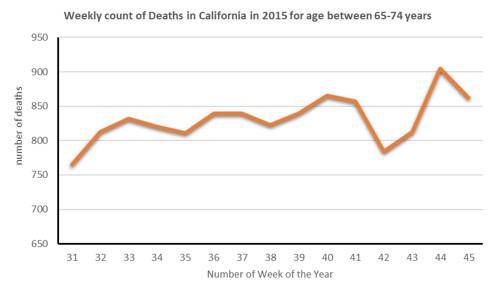 Weekly count of Deaths in California in 2015 for age between 65-74 years
950
900
850
800
750
700
650
number of deaths
31 32 33 34 35 36 37 38 39 40 41 42 43 44 45
Number of Week of the Year